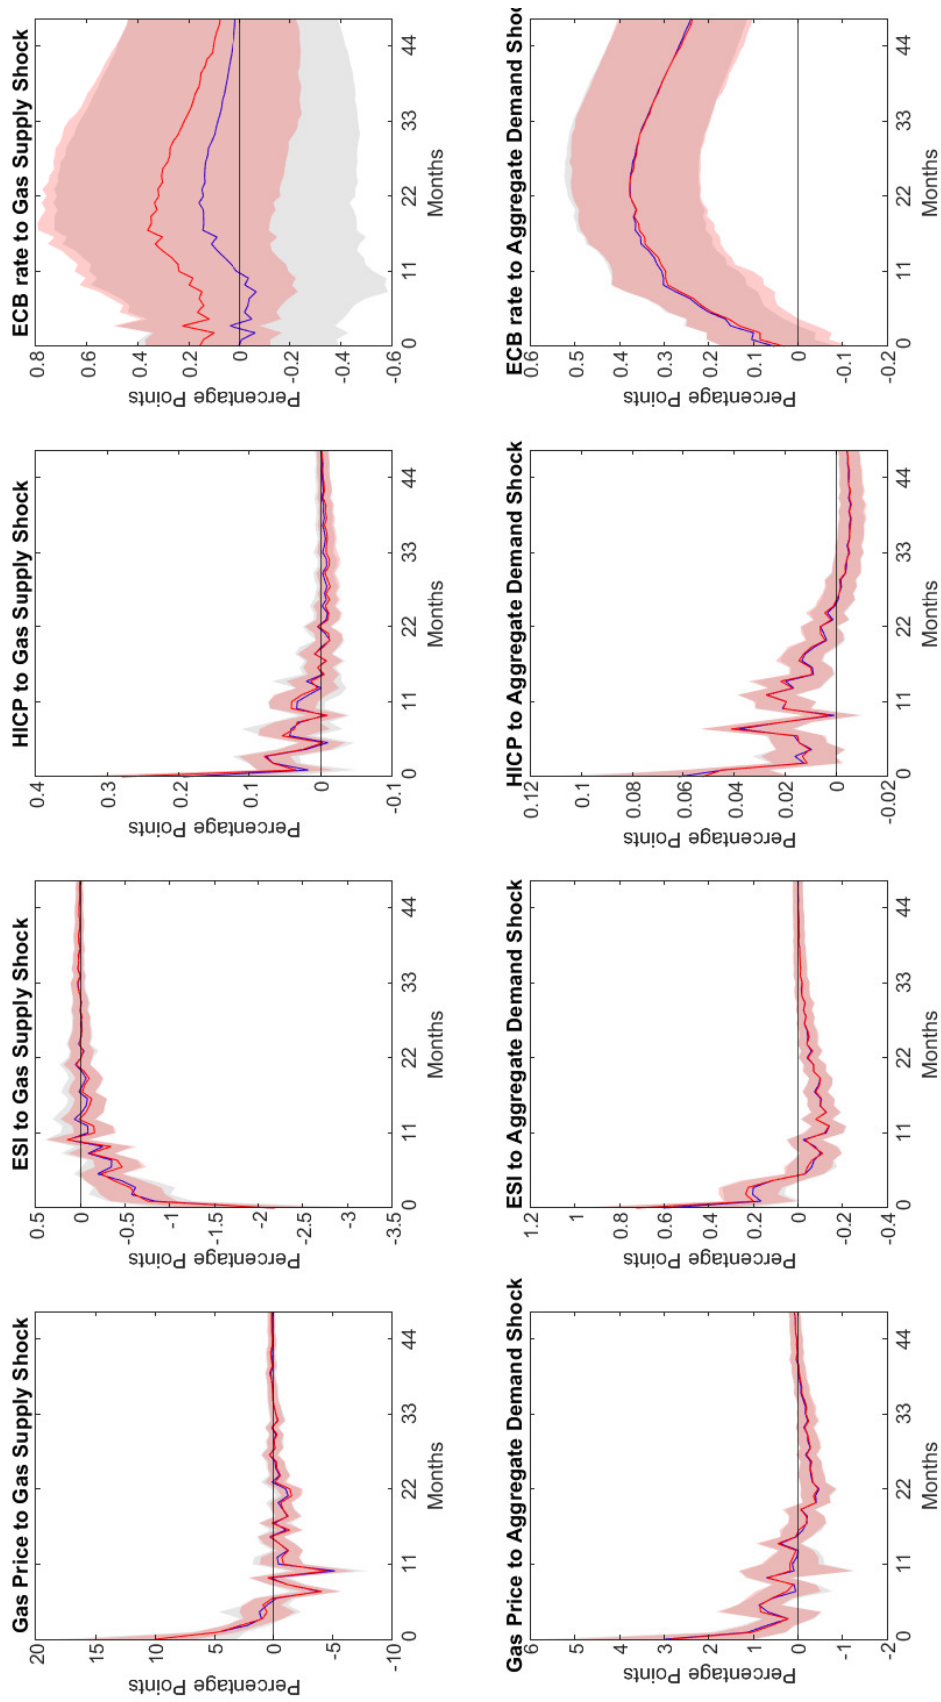 Gas Price to Gas Supply Shock
20
15
10
5
0
-5
-10
Percentage Points
0 11 22 33 44
Months
ESI to Gas Supply Shock
0.5
0
-0.5
-1
-1.5
-2
-2.5
-3
-3.5
Percentage Points
0 11 22 33 44
Months
HICP to Gas Supply Shock
0.4
0.3
0.2
0.1
0
-0.1
Percentage Points
0 11 22 33 44
Months
ECB rate to Gas Supply Shock
0.8
0.6
0.4
0.2
0
-0.2
-0.4
-0.6
Percentage Points
0 11 22 33 44
Months
Gas Price to Aggregate Demand Shock
6
5
4
3
2
1
0
-1
-2
Percentage Points
0 11 22 33 44
Months
ESI to Aggregate Demand Shock
1.2
1
0.8
0.6
0.4
0.2
0
-0.2
-0.4
Percentage Points
0 11 22 33 44
Months
HICP to Aggregate Demand Shock
0.12
0.1
0.08
0.06
0.04
0.02
0
-0.02
Percentage Points
0 11 22 33 44
Months
ECB rate to Aggregate Demand Shoc
0.6
0.5
0.4
0.3
0.2
0.1
0
-0.1
-0.2
Percentage Points
0 11 22 33 44
Months